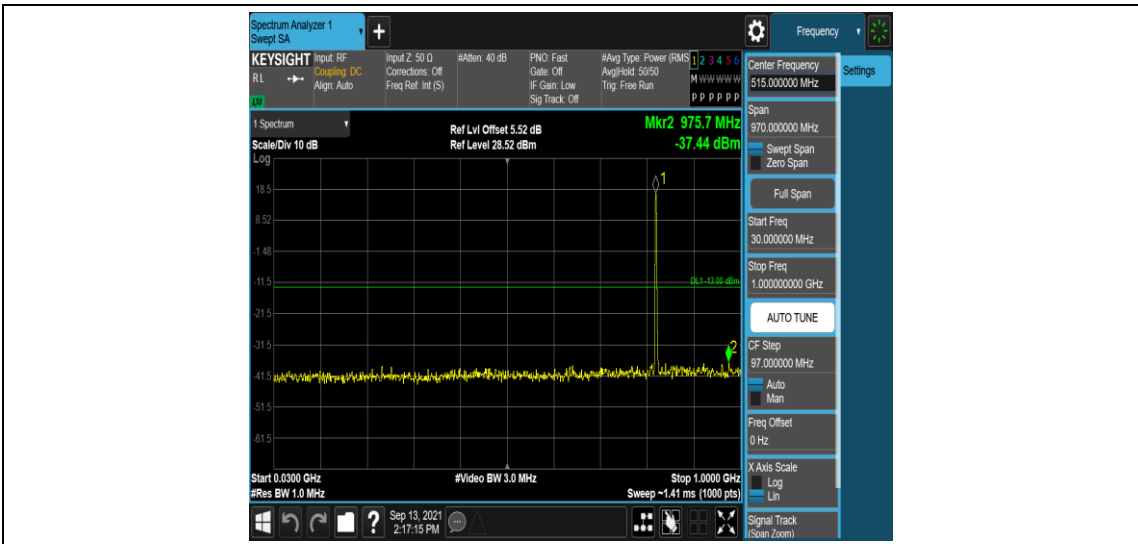 Spectrum Analyzer 1
Swept SA
Frequency
KEYSIGHT
RL
LXI
Input: RF
Coupling: DC
Align: Auto
Input Z: 50 Ω
Corrections: Off
Freq Ref: Int (S)
#Atten: 40 dB
PNO: Fast
Gate: Off
IF Gain: Low
Sig Track: Off
#Avg Type: Power (RMS
Avg|Hold: 50/50
Trig: Free Run
1 2 3 4 5 6
M W W W W W
P P P P P P
1 Spectrum
Scale/Div 10 dB
Log
Ref Lvl Offset 5.52 dB
Ref Level 28.52 dBm
Mkr2 975.7 MHz
-37.44 dBm
18.5
8.52
-1.48
-11.5
-21.5
-31.5
-41.5
-51.5
-61.5
1
DL1 -13.00 dBm
2
Start 0.0300 GHz
#Res BW 1.0 MHz
#Video BW 3.0 MHz
Stop 1.0000 GHz
Sweep ~1.41 ms (1000 pts)
Sep 13, 2021
2:17:15 PM
Center Frequency
515.000000 MHz
Settings
Span
970.000000 MHz
Swept Span
Zero Span
Full Span
Start Freq
30.000000 MHz
Stop Freq
1.000000000 GHz
AUTO TUNE
CF Step
97.000000 MHz
Auto
Man
Freq Offset
0 Hz
X Axis Scale
Log
Lin
Signal Track
(Span Zoom)